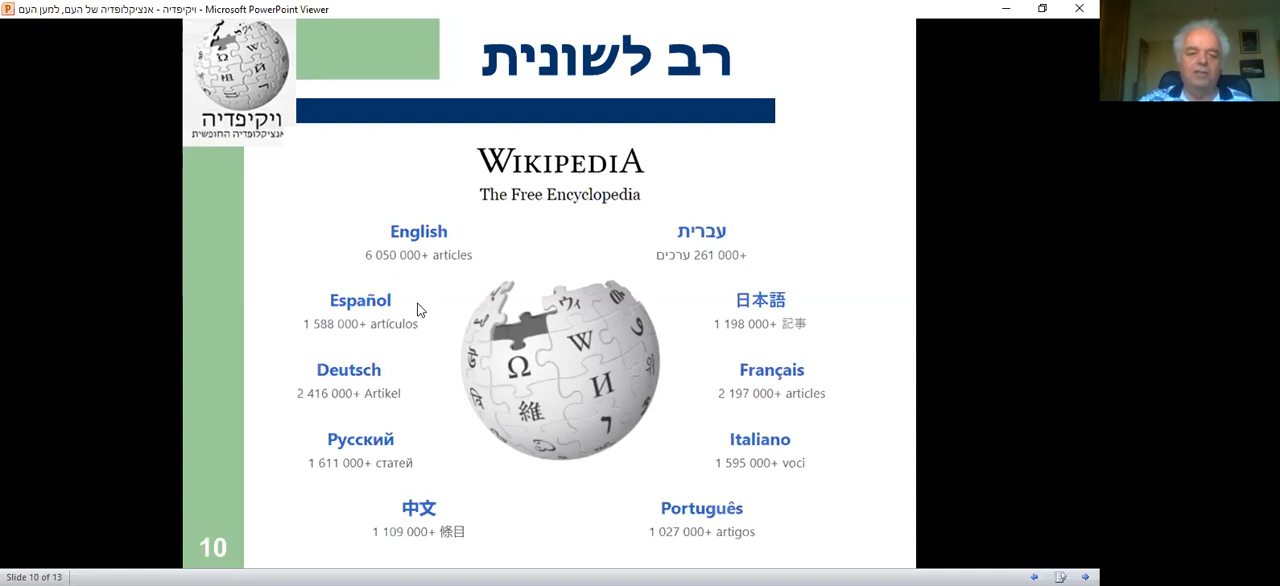 ויקיפדיה - אנציקלופדיה של העם, למען העם - Microsoft PowerPoint Viewer
רב לשונית
ויקיפדיה
אנציקלופדיה החופשית
WIKIPEDIA
The Free Encyclopedia
English
6 050 000+ articles
עברית
261 000+ ערכים
Español
1 588 000+ artículos
日本語
1 198 000+ 記事
Deutsch
2 416 000+ Artikel
Français
2 197 000+ articles
Русский
1 611 000+ статей
Italiano
1 595 000+ voci
中文
1 109 000+ 條目
Português
1 027 000+ artigos
Ω
W
И
維
ウィ
ו
10
Slide 10 of 13